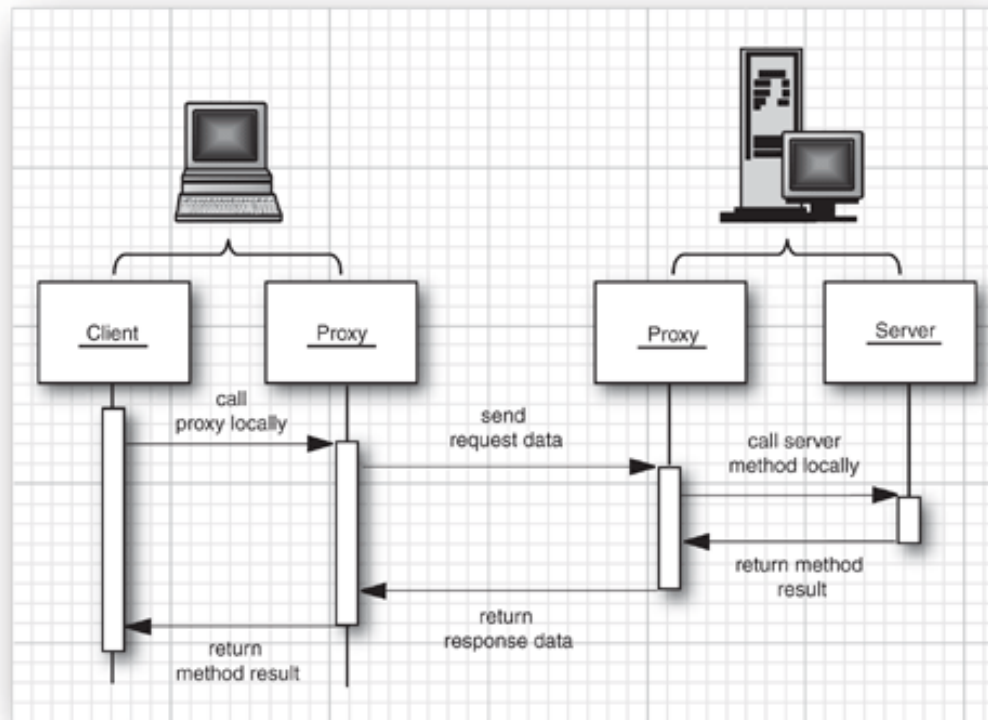 Client
Proxy
Proxy
Server
call
proxy locally
send
request data
call server
method locally
return method
result
return
response data
return
method result